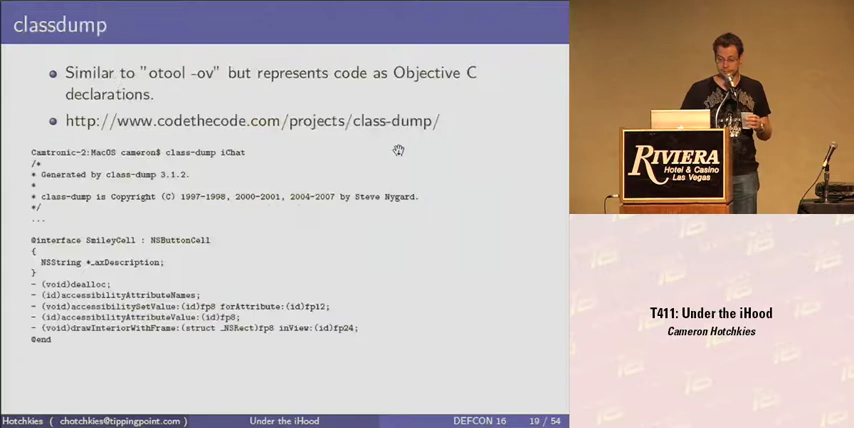 classdump
Similar to "otool -ov" but represents code as Objective C
declarations.
http://www.codethecode.com/projects/class-dump/
Camtronic-2:MacOS cameron$ class-dump iChat
/*
* Generated by class-dump 3.1.2.
*
* class-dump is Copyright (C) 1997-1998, 2000-2001, 2004-2007 by Steve Nygard.
*/
...
@interface SmileyCell : NSButtonCell
{
NSString *_axDescription;
}
- (void)dealloc;
- (id)accessibilityAttributeNames;
- (void)accessibilitySetValue:(id)fp8 forAttribute:(id)fp12;
- (id)accessibilityAttributeValue:(id)fp8;
- (void)drawInteriorWithFrame:(struct _NSRect)fp8 inView:(id)fp24;
@end
Hotchkies ( chotchkies@tippingpoint.com ) Under the iHood DEFCON 16 19 / 54
RIVIERA
Hotel & Casino
Las Vegas
T411: Under the iHood
Cameron Hotchkies